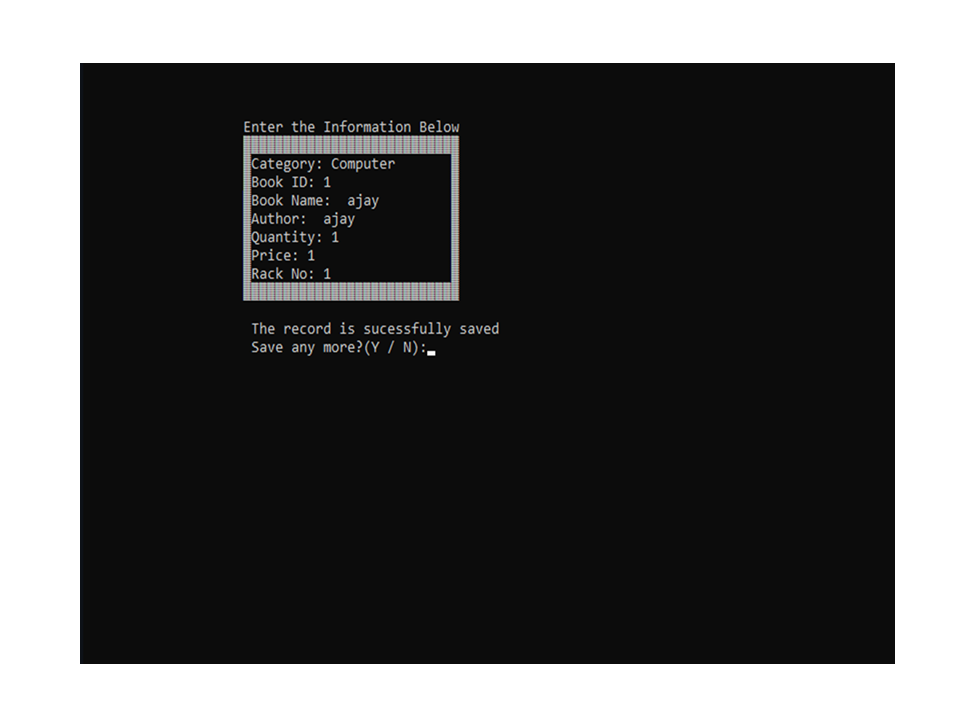 Enter the Information Below
Category: Computer
Book ID: 1
Book Name:  ajay
Author:  ajay
Quantity: 1
Price: 1
Rack No: 1
The record is sucessfully saved
Save any more?(Y / N):